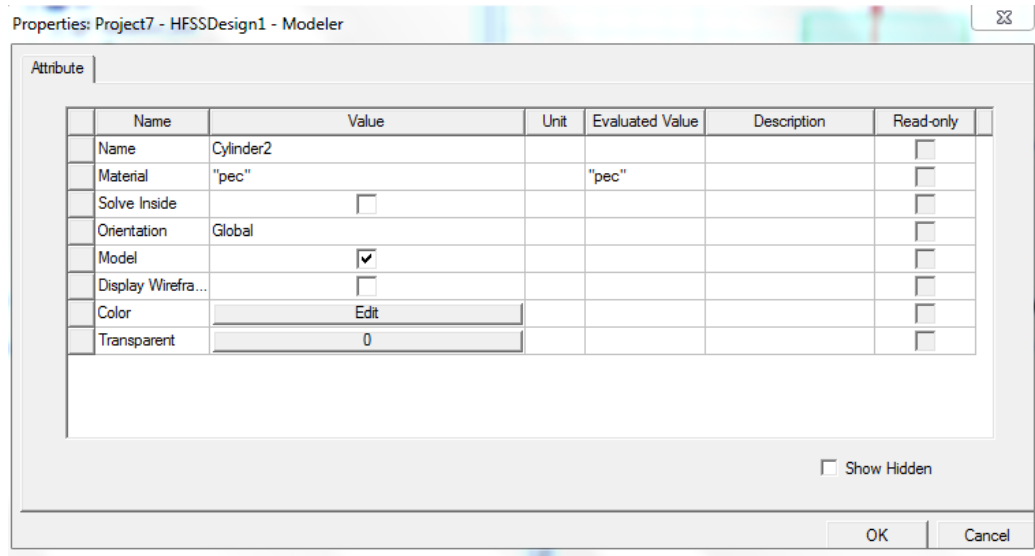 Properties: Project7 - HFSSDesign1 - Modeler
Attribute
Name Value Unit Evaluated Value Description Read-only
Name Cylinder2
Material "pec" "pec"
Solve Inside
Orientation Global
Model
Display Wirefra...
Color Edit
Transparent 0
Show Hidden
OK Cancel